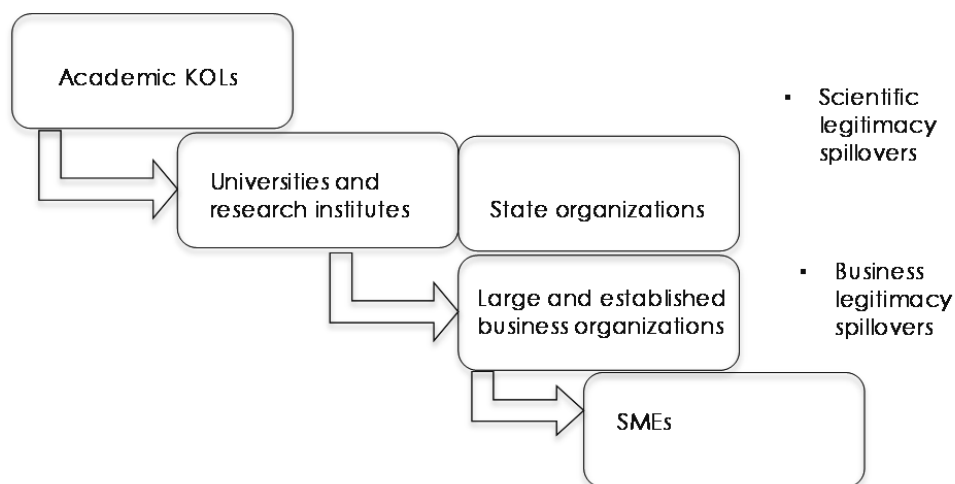 Academic KOLs
▪ Scientific
legitimacy
spillovers
Universities and
research institutes
State organizations
▪ Business
legitimacy
spillovers
Large and established
business organizations
SMEs